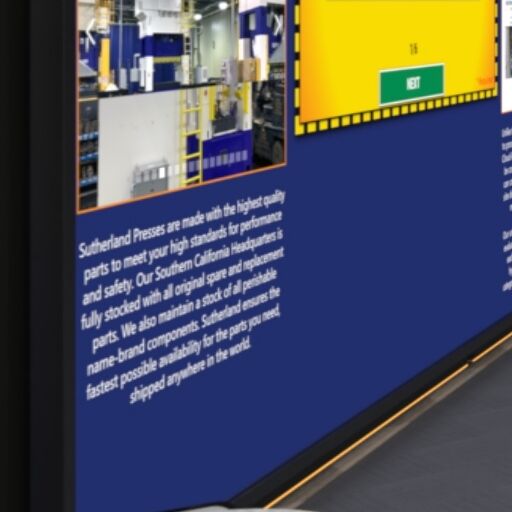 1/6
NEXT
Sutherland Presses are made with the highest quality
parts to meet your high standards for performance
and safety. Our Southern California Headquarters is
fully stocked with all original spare and replacement
parts. We also maintain a stock of all perishable
name-brand components. Sutherland ensures the
fastest possible availability for the parts you need,
shipped anywhere in the world.